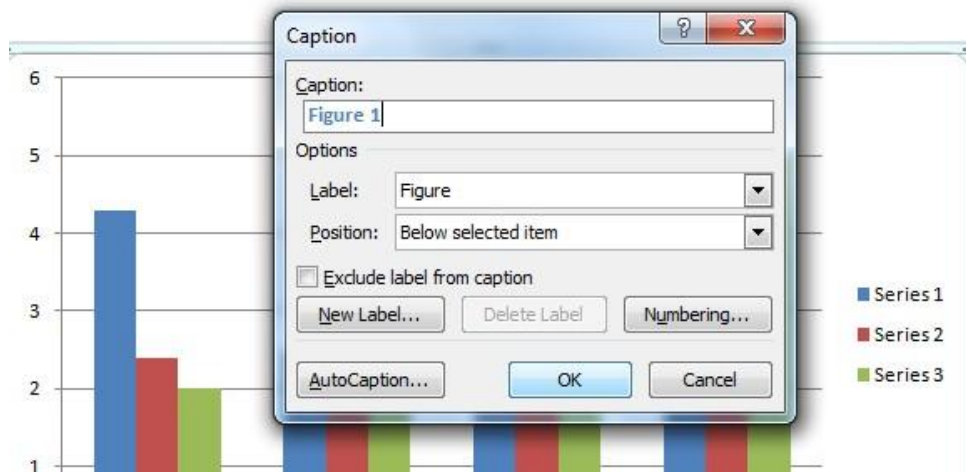 Caption
Caption:
Figure 1
Options
Label: Figure
Position: Below selected item
Exclude label from caption
New Label... Delete Label Numbering...
AutoCaption... OK Cancel
6
5
4
3
2
1
Series 1
Series 2
Series 3